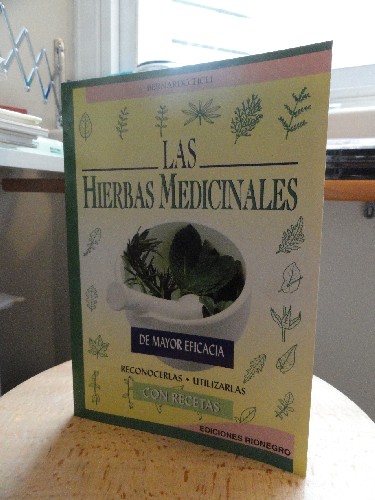 LAS
HIERBAS MEDICINALES
DE MAYOR EFICACIA
RECONOCERLAS • UTILIZARLAS
CON RECETAS
EDICIONES RIONEGRO